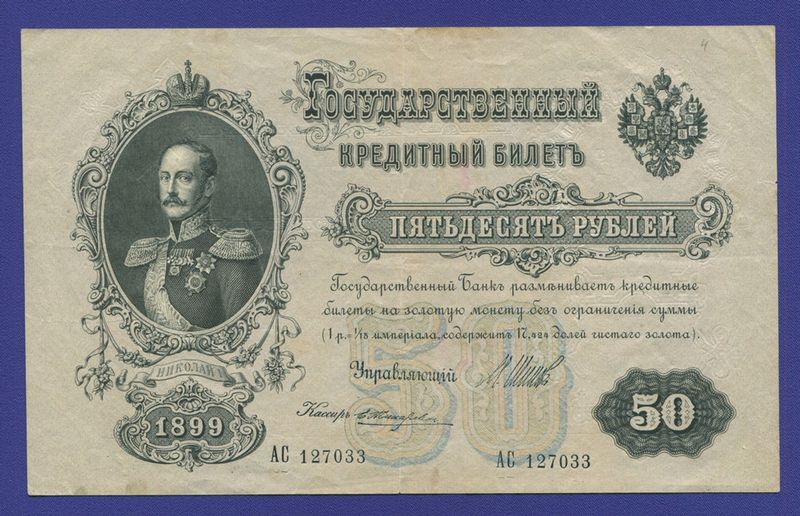 Государственный
кредитный билетъ
пятьдесятъ рублей
Государственный Банкъ размѣниваетъ кредитные
билеты на золотую монету безъ ограниченія суммы
(1 р.= 1/15 имперіала, содержитъ 17,424 долей чистаго золота).
Управляющій
Кассиръ
НИКОЛАЙ I
1899
50
50
АС 127033
АС 127033